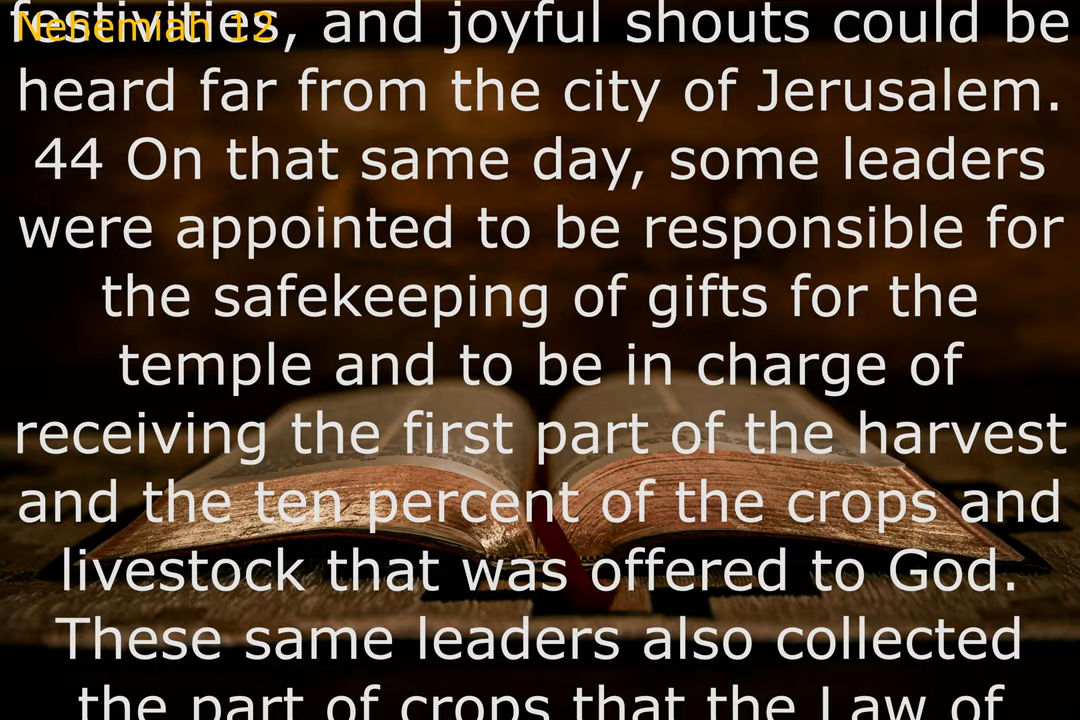 Nehemiah 12
festivities, and joyful shouts could be
heard far from the city of Jerusalem.
44 On that same day, some leaders
were appointed to be responsible for
the safekeeping of gifts for the
temple and to be in charge of
receiving the first part of the harvest
and the ten percent of the crops and
livestock that was offered to God.
These same leaders also collected
the part of crops that the Law of